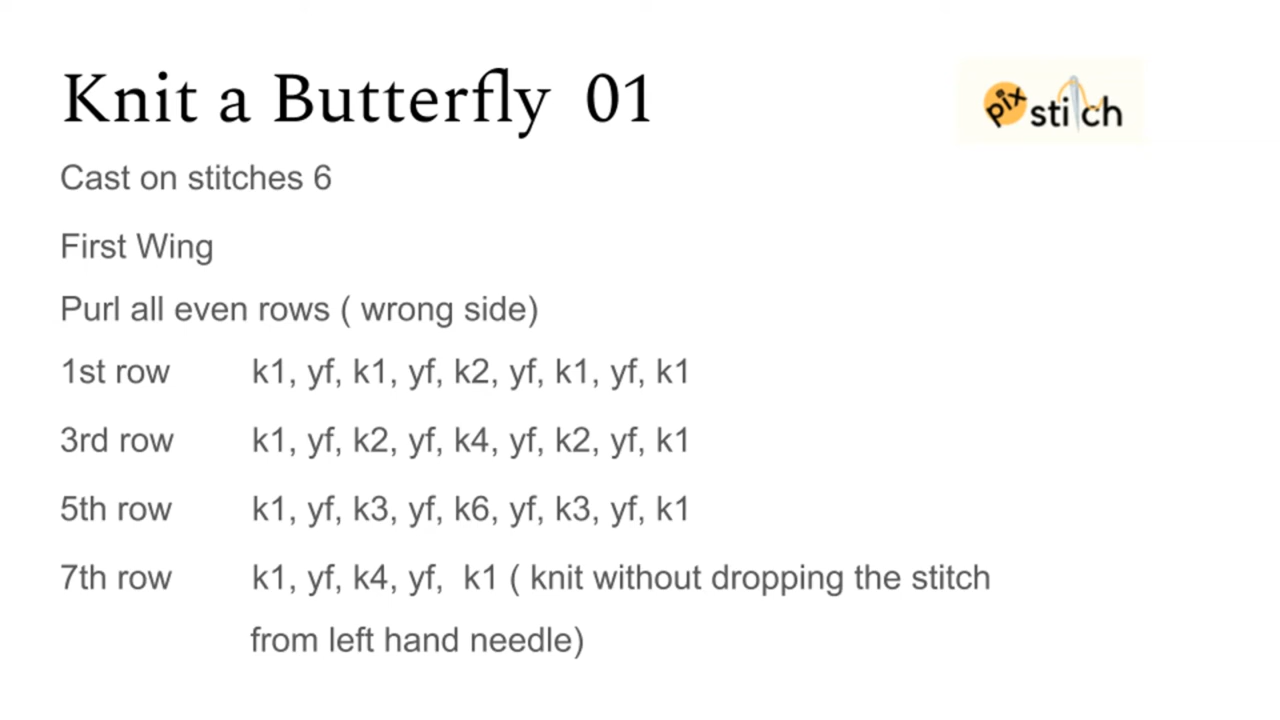 Knit a Butterfly 01
pix stitch
Cast on stitches 6
First Wing
Purl all even rows ( wrong side)
1st row k1, yf, k1, yf, k2, yf, k1, yf, k1
3rd row k1, yf, k2, yf, k4, yf, k2, yf, k1
5th row k1, yf, k3, yf, k6, yf, k3, yf, k1
7th row k1, yf, k4, yf, k1 ( knit without dropping the stitch
from left hand needle)